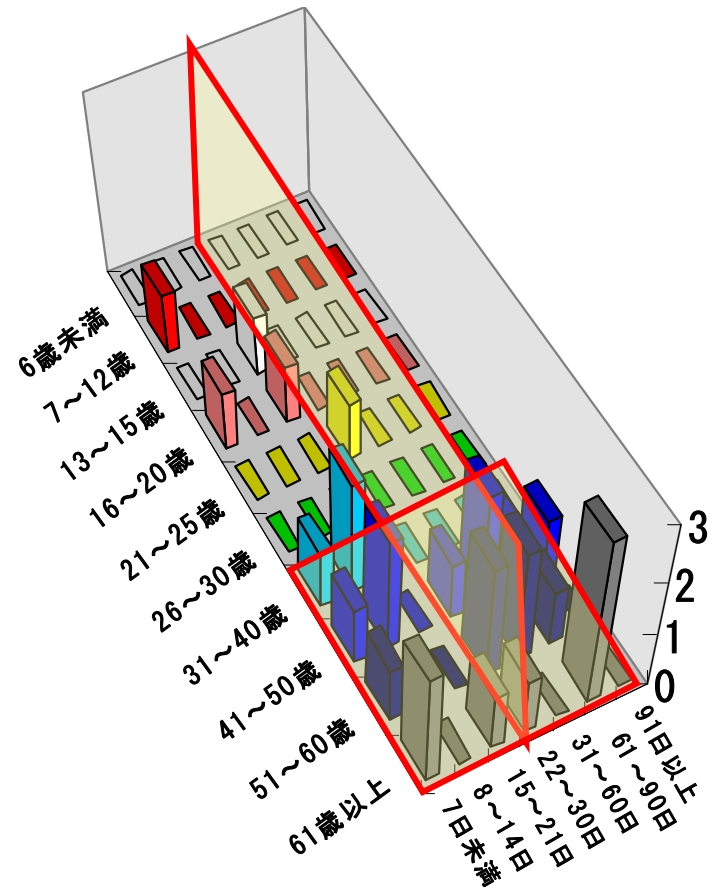 6歳未満
7～12歳
13～15歳
16～20歳
21～25歳
26～30歳
31～40歳
41～50歳
51～60歳
61歳以上
3
2
1
0
7日未満
8～14日
15～21日
22～30日
31～60日
61～90日
91日以上